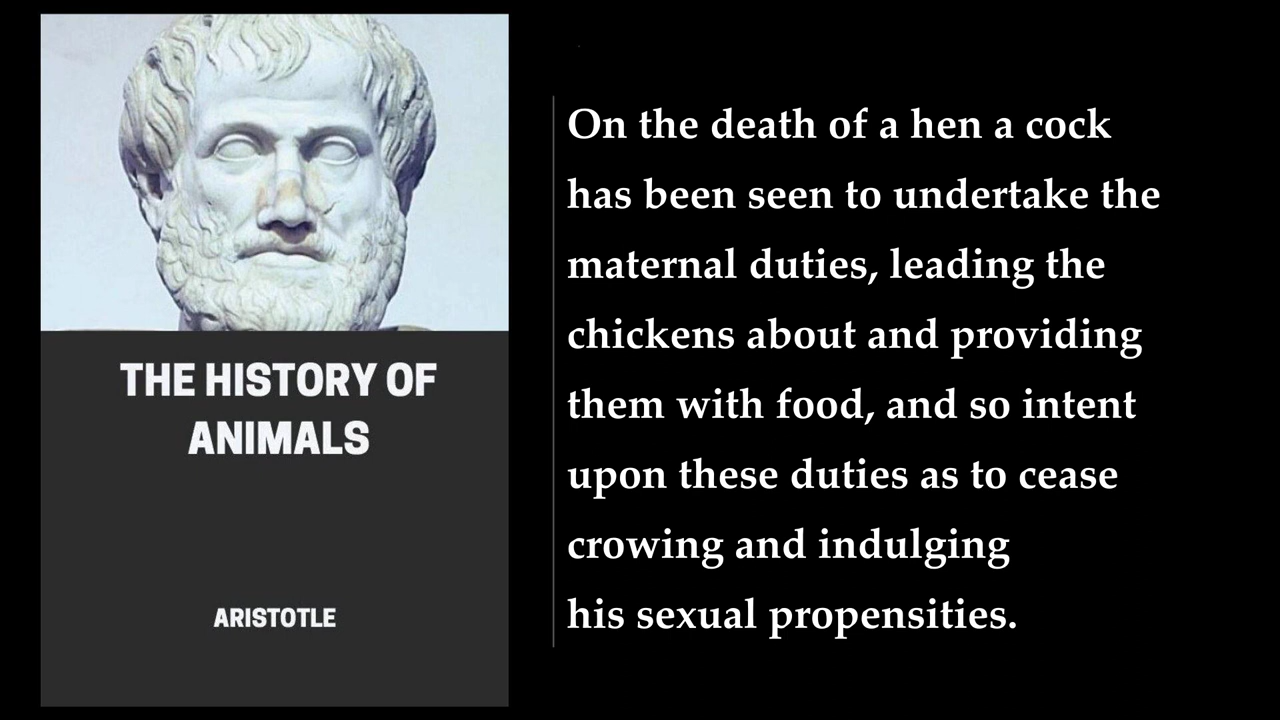 THE HISTORY OF
ANIMALS
ARISTOTLE
On the death of a hen a cock
has been seen to undertake the
maternal duties, leading the
chickens about and providing
them with food, and so intent
upon these duties as to cease
crowing and indulging
his sexual propensities.